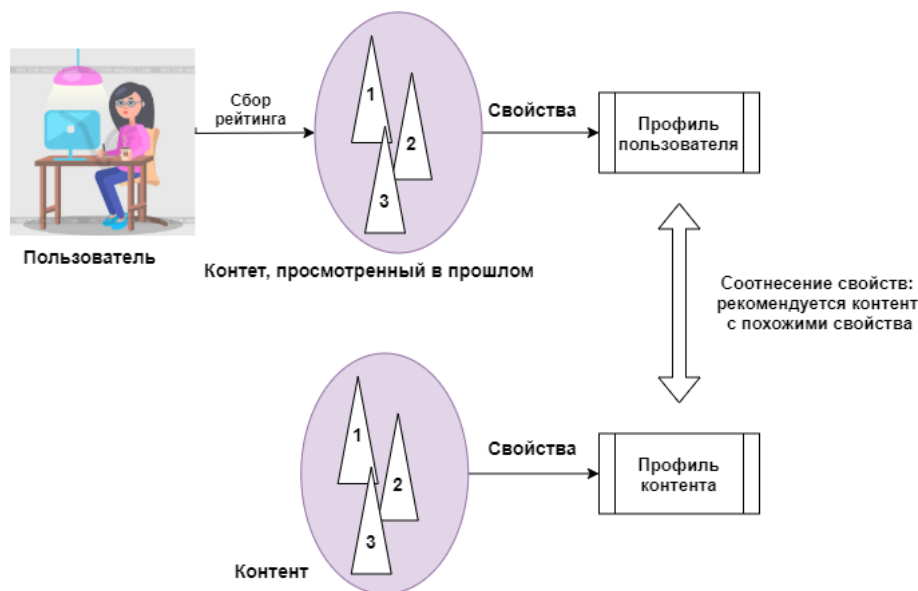 Сбор
рейтинга
1
2
3
Свойства
Профиль
пользователя
Пользователь
Контет, просмотренный в прошлом
Соотнесение свойств:
рекомендуется контент
с похожими свойства
1
2
3
Свойства
Профиль
контента
Контент